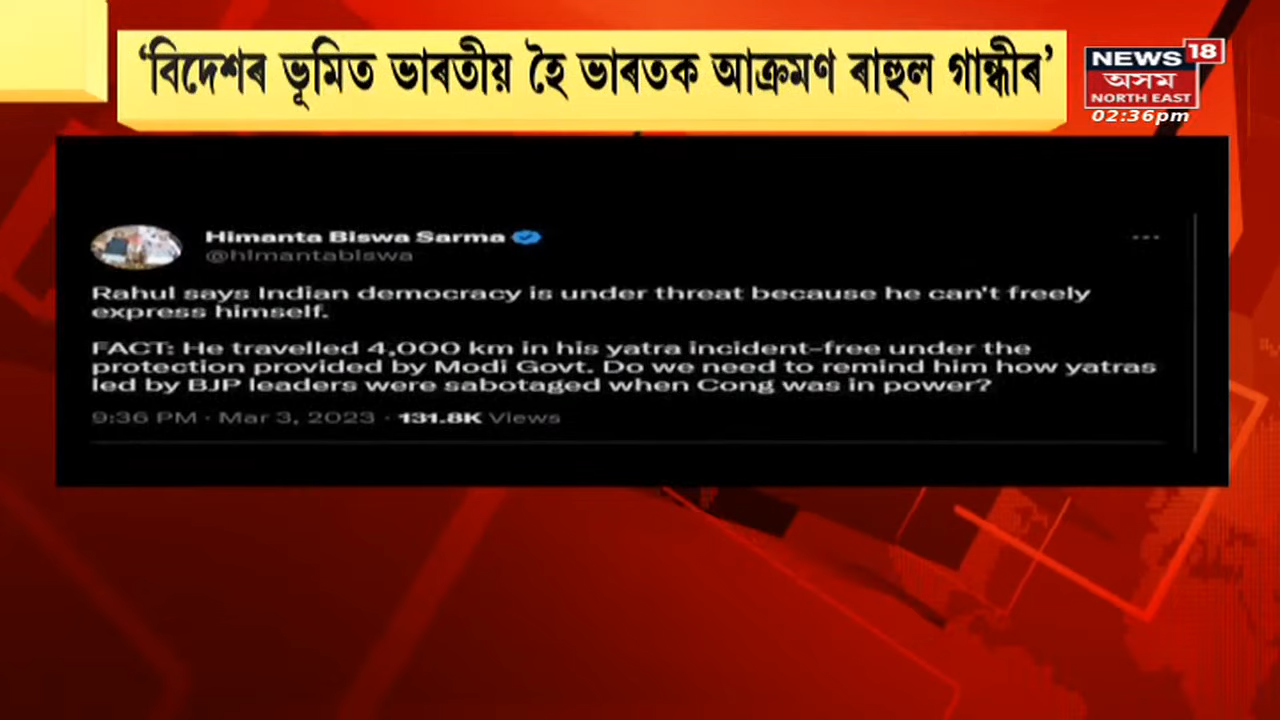 ‘বিদেশৰ ভূমিত ভাৰতীয় হৈ ভাৰতক আক্ৰমণ ৰাহুল গান্ধীৰ’
NEWS 18
অসম
NORTH EAST
02:36pm
Himanta Biswa Sarma
@himantabiswa
Rahul says Indian democracy is under threat because he can't freely
express himself.
FACT: He travelled 4,000 km in his yatra incident-free under the
protection provided by Modi Govt. Do we need to remind him how yatras
led by BJP leaders were sabotaged when Cong was in power?
9:36 PM · Mar 3, 2023 · 131.8K Views